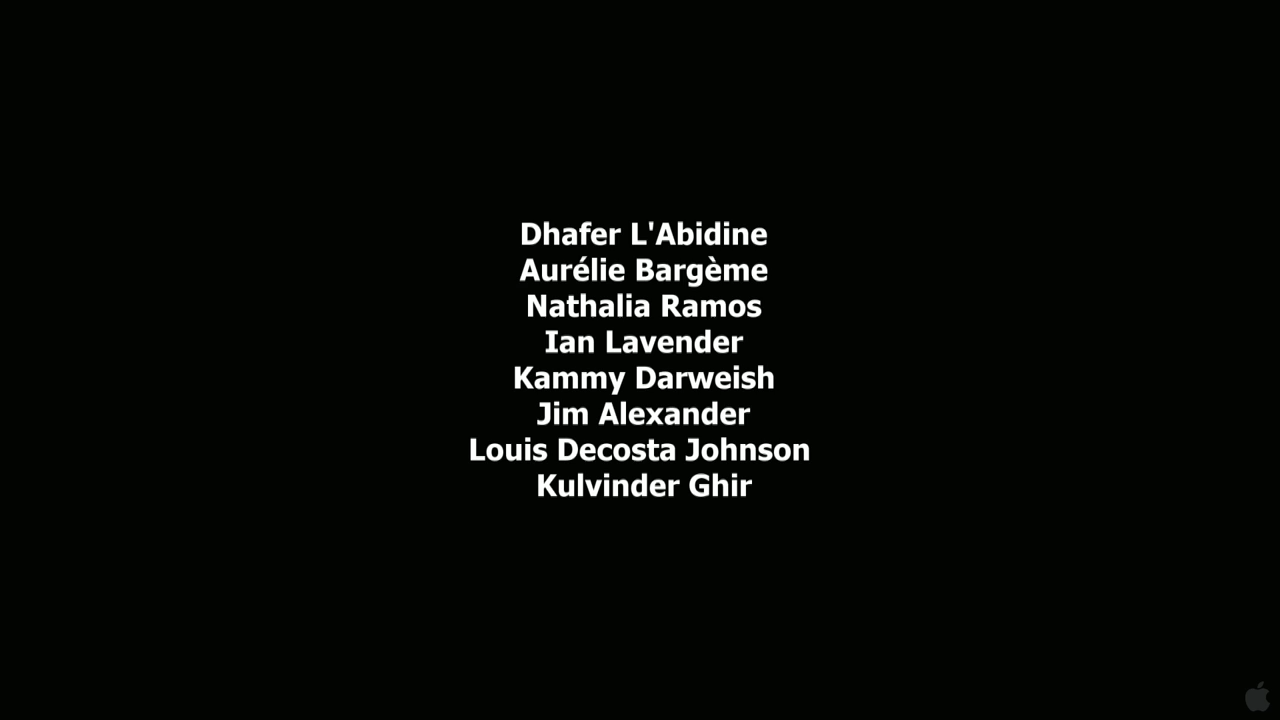 Dhafer L'Abidine
Aurélie Bargème
Nathalia Ramos
Ian Lavender
Kammy Darweish
Jim Alexander
Louis Decosta Johnson
Kulvinder Ghir